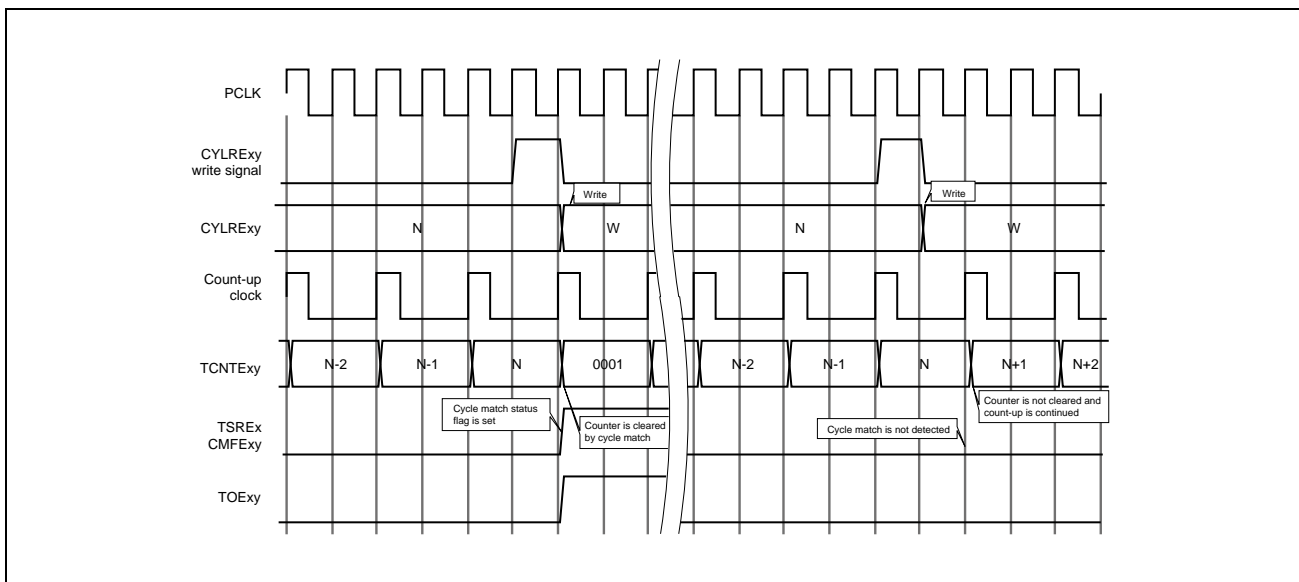 PCLK
CYLRExy
write signal
Write
Write
CYLRExy
N
W
N
W
Count-up
clock
TCNTExy
N-2
N-1
N
0001
N-2
N-1
N
N+1
N+2
Cycle match status
flag is set
Counter is cleared
by cycle match
Cycle match is not detected
Counter is not cleared and
count-up is continued
TSREx
CMFExy
TOExy